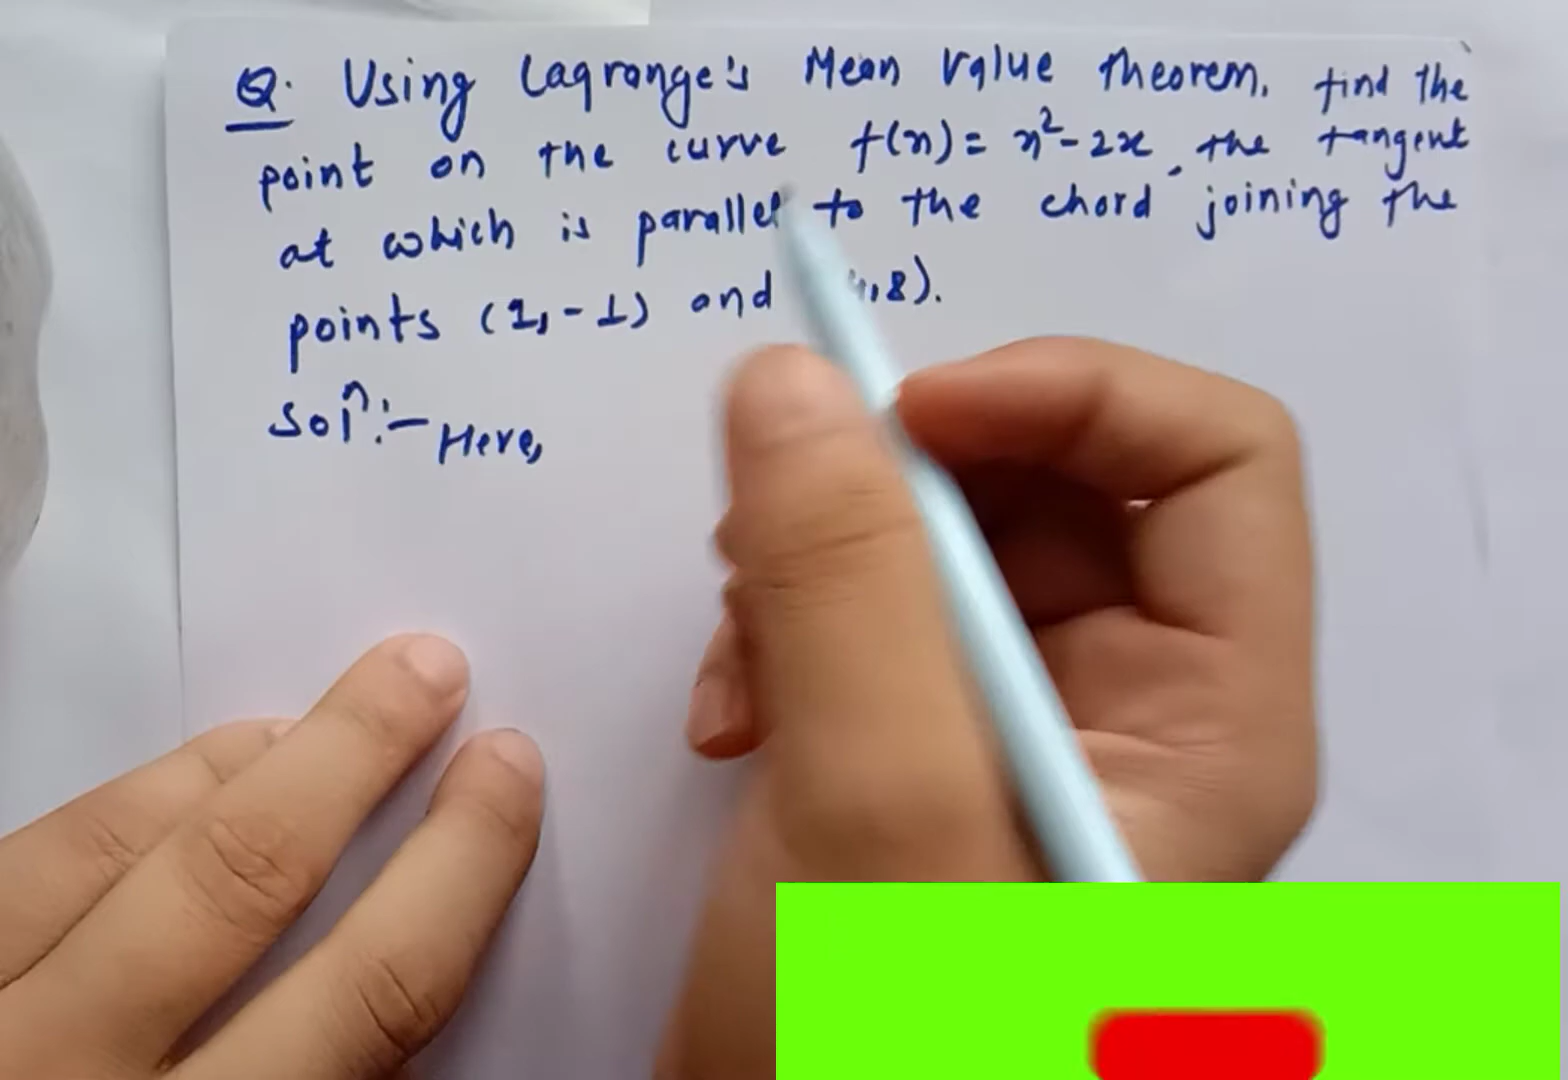 Q. Using Lagrange's Mean Value Theorem, find the
point on the curve f(x) = x² - 2x, the tangent
at which is parallel to the chord joining the
points (1, -1) and ,8).
Solⁿ:- Here,